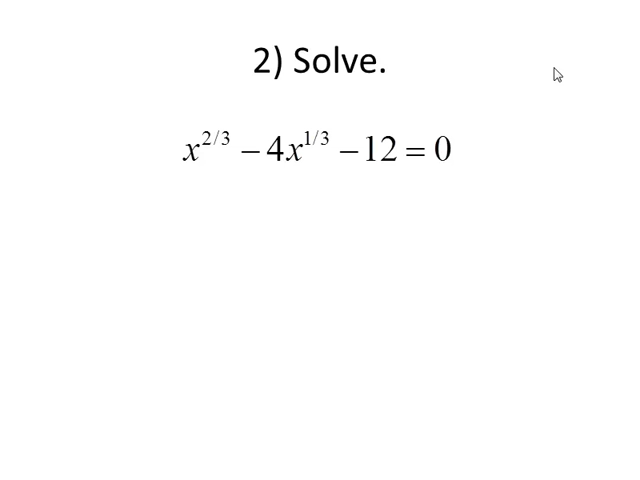 2) Solve.
x^{2/3} − 4x^{1/3} − 12 = 0